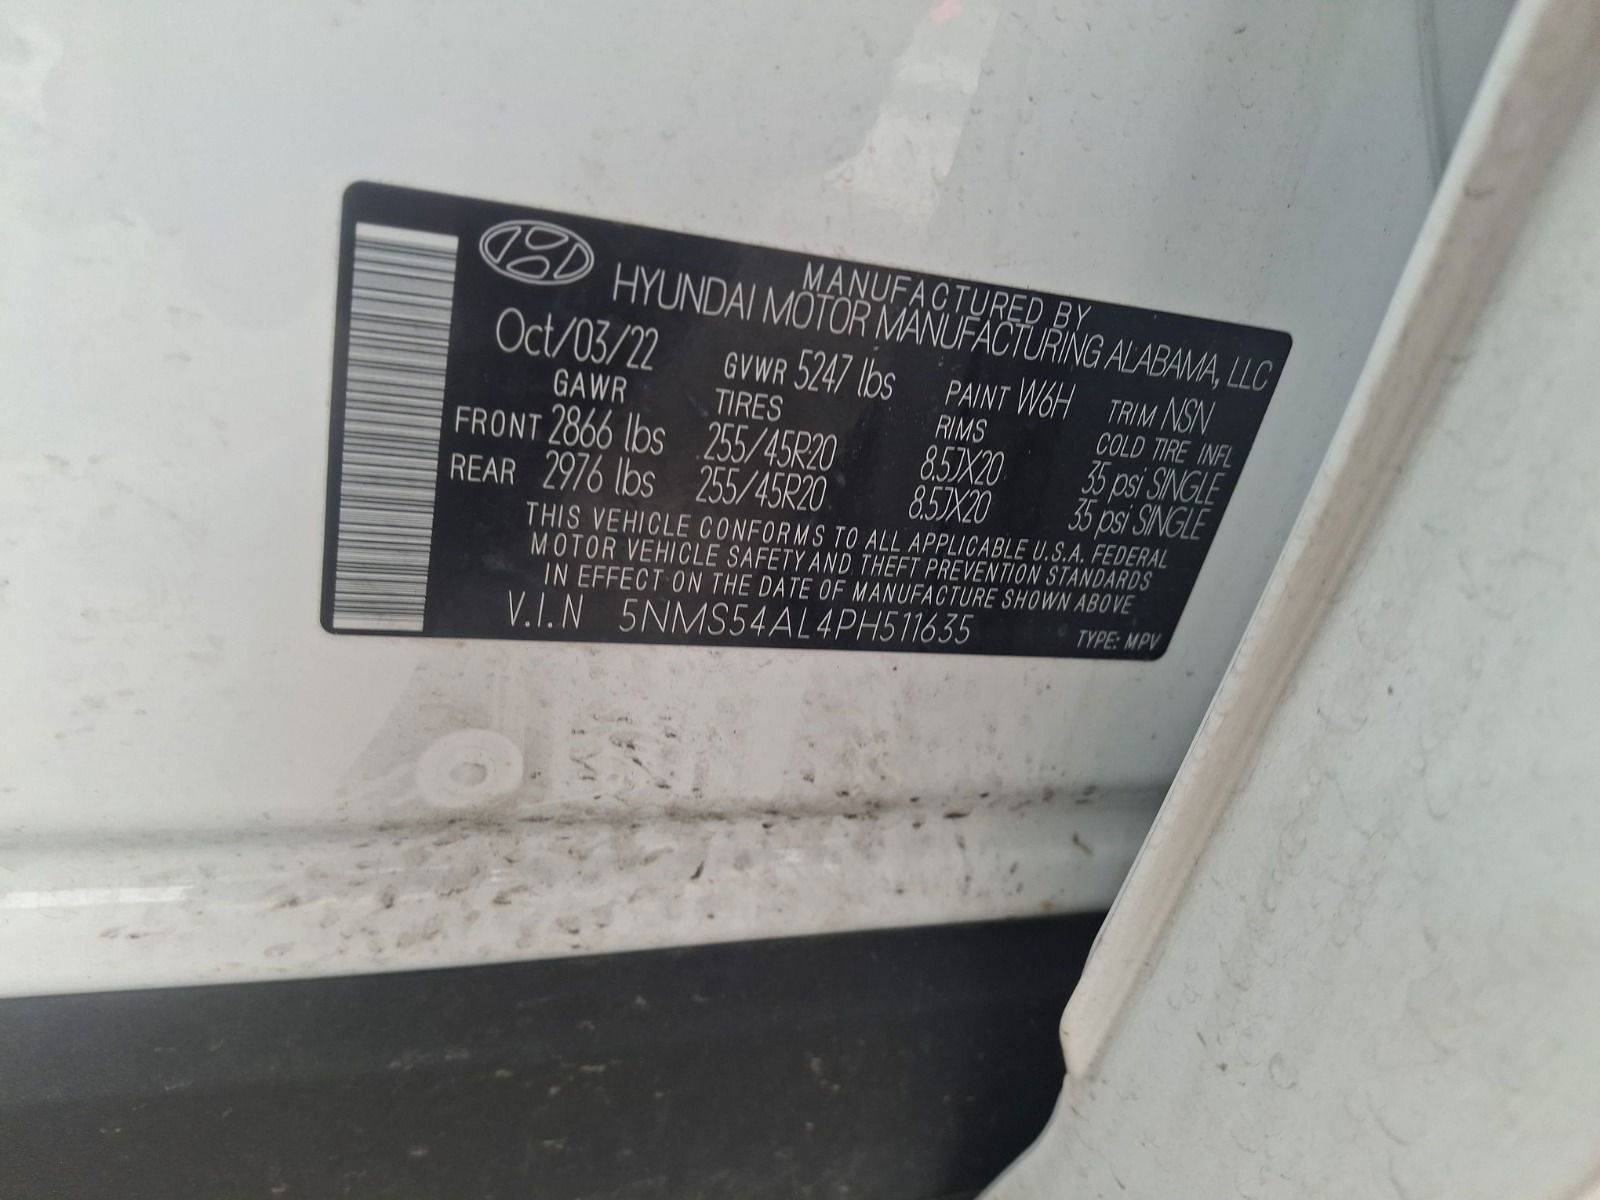 MANUFACTURED BY
HYUNDAI MOTOR MANUFACTURING ALABAMA, LLC
Oct/03/22 GVWR 5247 lbs PAINT W6H TRIM NSN
GAWR TIRES RIMS COLD TIRE INFL
FRONT 2866 lbs 255/45R20 8.5JX20 35 psi SINGLE
REAR 2976 lbs 255/45R20 8.5JX20 35 psi SINGLE
THIS VEHICLE CONFORMS TO ALL APPLICABLE U.S.A. FEDERAL
MOTOR VEHICLE SAFETY AND THEFT PREVENTION STANDARDS
IN EFFECT ON THE DATE OF MANUFACTURE SHOWN ABOVE
V.I.N 5NMS54AL4PH511635 TYPE: MPV